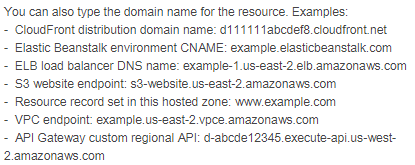 You can also type the domain name for the resource. Examples:
- CloudFront distribution domain name: d111111abcdef8.cloudfront.net
- Elastic Beanstalk environment CNAME: example.elasticbeanstalk.com
- ELB load balancer DNS name: example-1.us-east-2.elb.amazonaws.com
- S3 website endpoint: s3-website.us-east-2.amazonaws.com
- Resource record set in this hosted zone: www.example.com
- VPC endpoint: example.us-east-2.vpce.amazonaws.com
- API Gateway custom regional API: d-abcde12345.execute-api.us-west-
2.amazonaws.com